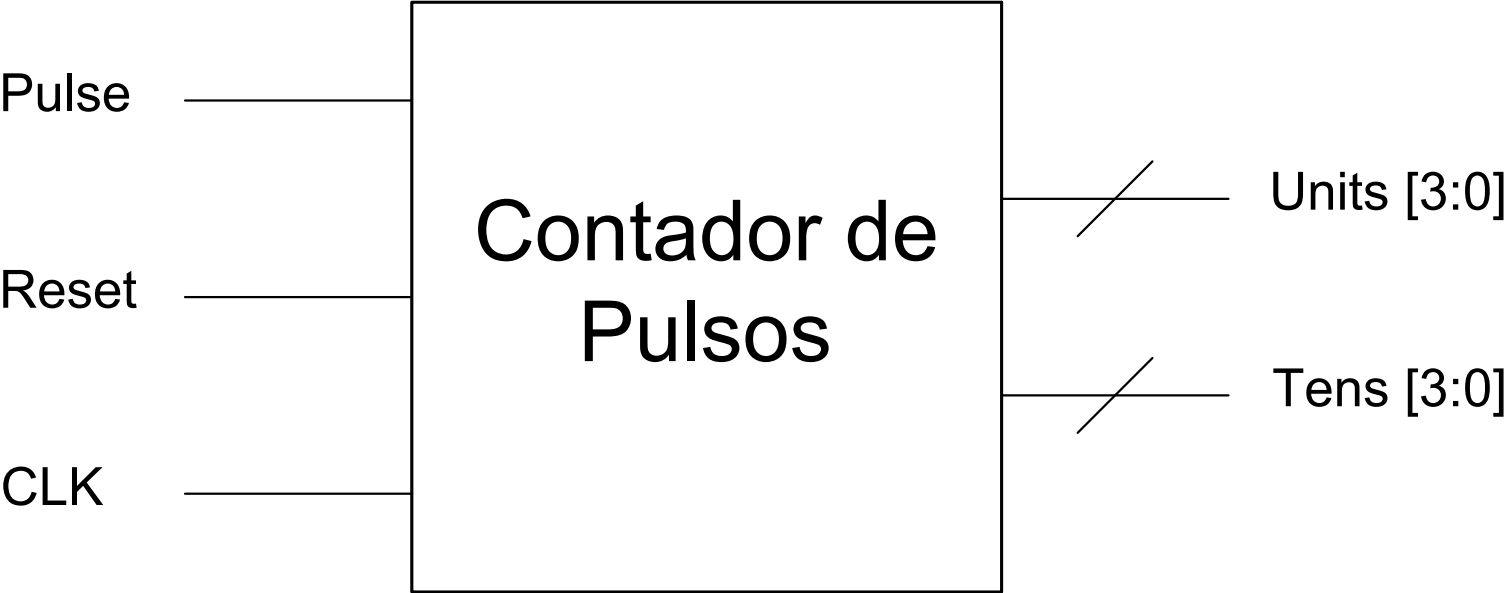 Pulse
Reset
CLK
Contador de
Pulsos
Units [3:0]
Tens [3:0]